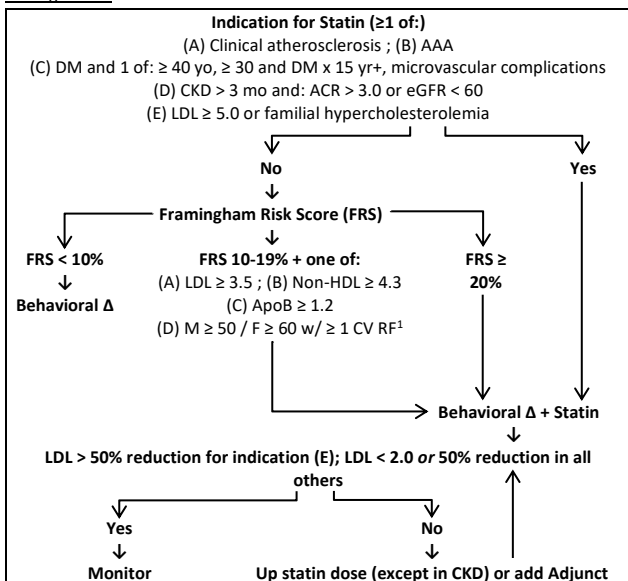 Indication for Statin (≥1 of:)
(A) Clinical atherosclerosis ; (B) AAA
(C) DM and 1 of: ≥ 40 yo, ≥ 30 and DM x 15 yr+, microvascular complications
(D) CKD > 3 mo and: ACR > 3.0 or eGFR < 60
(E) LDL ≥ 5.0 or familial hypercholesterolemia
No
Yes
Framingham Risk Score (FRS)
FRS < 10%
Behavioral Δ
FRS 10-19% + one of:
(A) LDL ≥ 3.5 ; (B) Non-HDL ≥ 4.3
(C) ApoB ≥ 1.2
(D) M ≥ 50 / F ≥ 60 w/ ≥ 1 CV RF¹
FRS ≥
20%
Behavioral Δ + Statin
LDL > 50% reduction for indication (E); LDL < 2.0 or 50% reduction in all
others
Yes
No
Monitor
Up statin dose (except in CKD) or add Adjunct